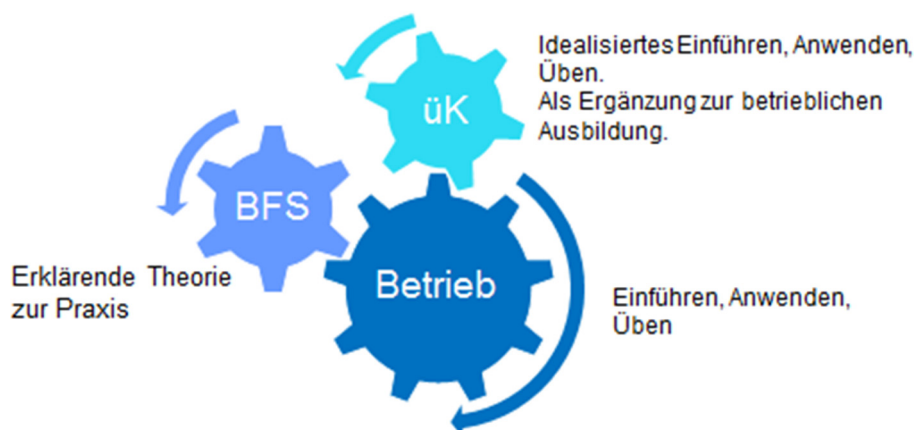 Idealisiertes Einführen, Anwenden,
Üben.
Als Ergänzung zur betrieblichen
Ausbildung.
üK
BFS
Betrieb
Erklärende Theorie
zur Praxis
Einführen, Anwenden,
Üben